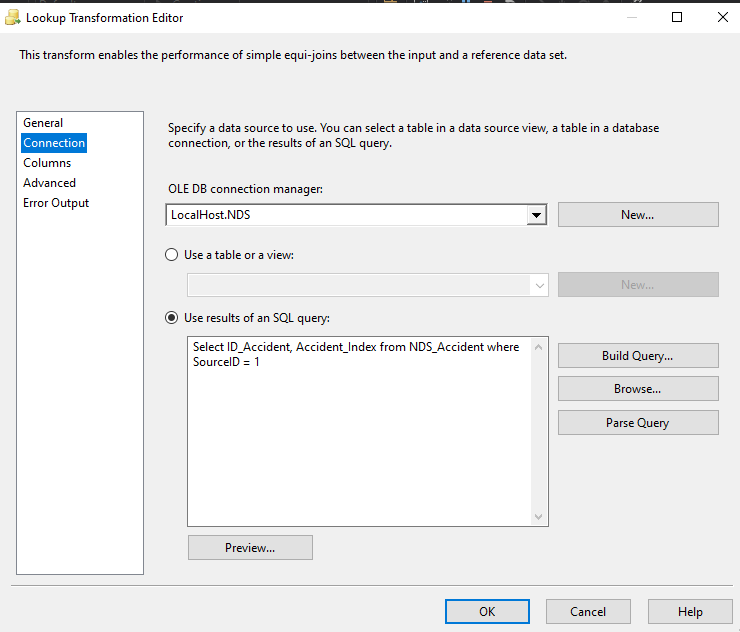 Lookup Transformation Editor
This transform enables the performance of simple equi-joins between the input and a reference data set.
General
Connection
Columns
Advanced
Error Output
Specify a data source to use. You can select a table in a data source view, a table in a database
connection, or the results of an SQL query.
OLE DB connection manager:
LocalHost.NDS
New...
Use a table or a view:
New...
Use results of an SQL query:
Select ID_Accident, Accident_Index from NDS_Accident where
SourceID = 1
Build Query...
Browse...
Parse Query
Preview...
OK
Cancel
Help